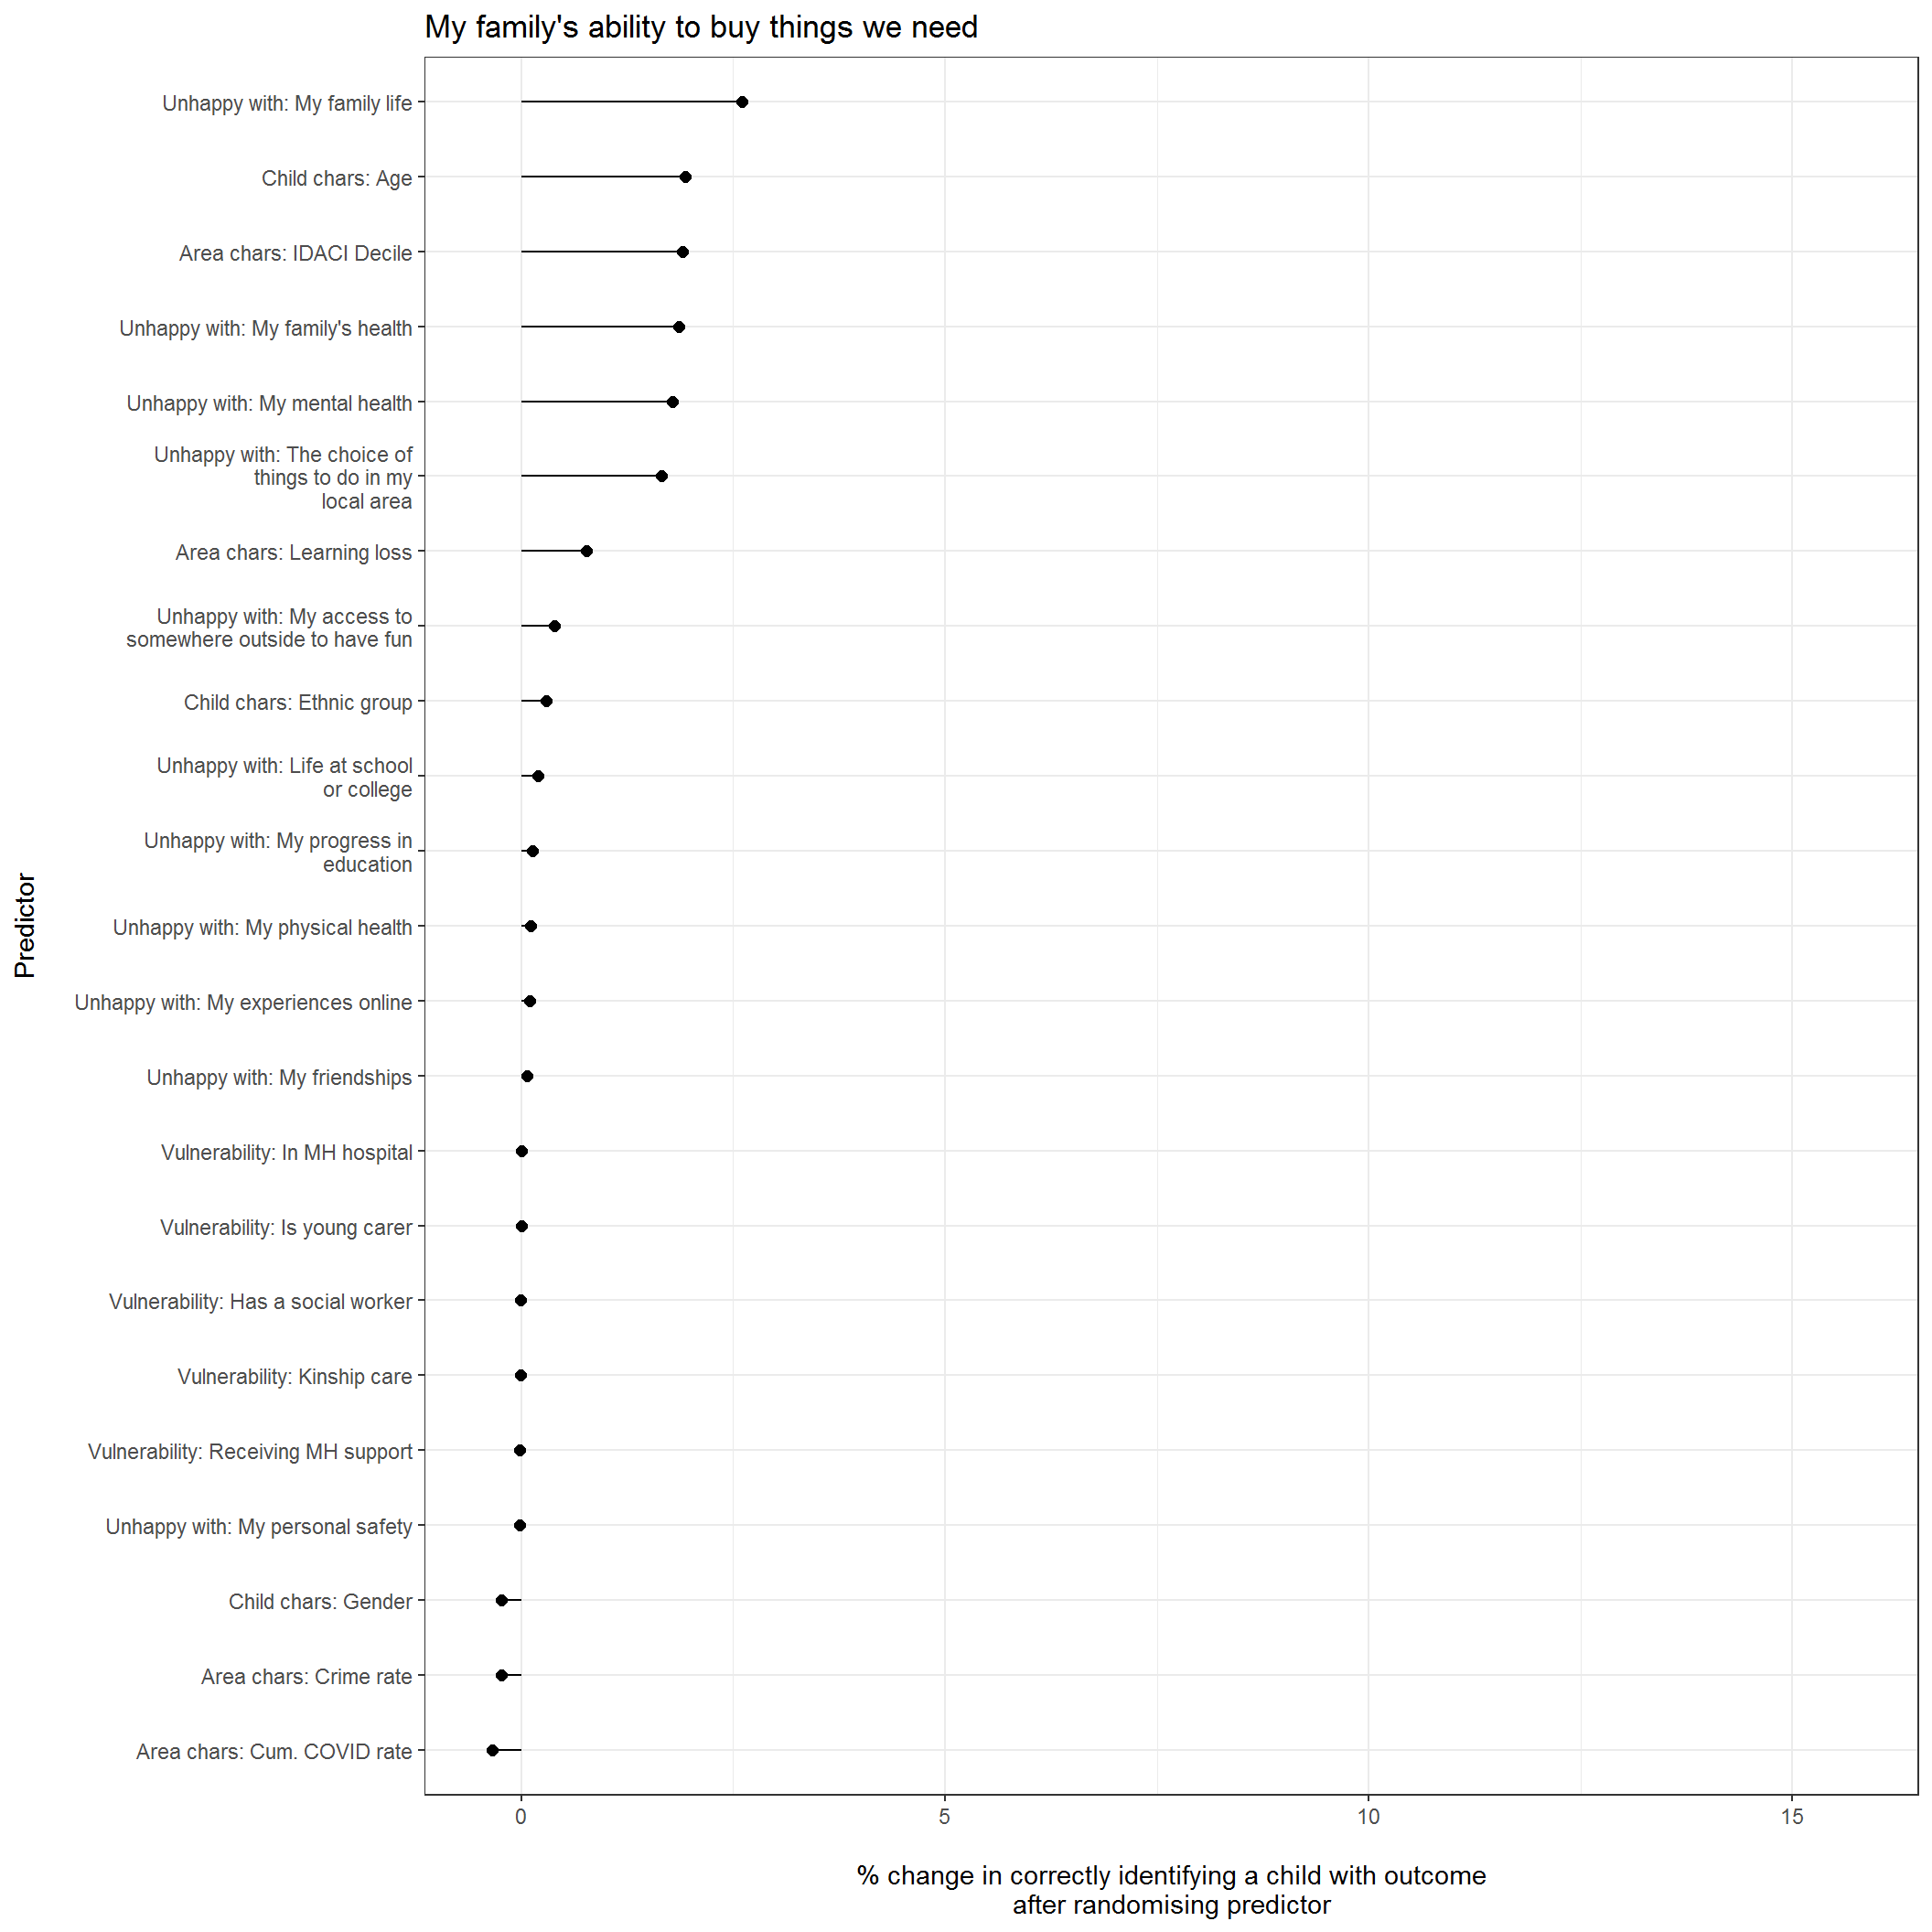 My family's ability to buy things we need
Unhappy with: My family life
Child chars: Age
Area chars: IDACI Decile
Unhappy with: My family's health
Unhappy with: My mental health
Unhappy with: The choice of
things to do in my
local area
Area chars: Learning loss
Unhappy with: My access to
somewhere outside to have fun
Child chars: Ethnic group
Unhappy with: Life at school
or college
Unhappy with: My progress in
education
Unhappy with: My physical health
Unhappy with: My experiences online
Unhappy with: My friendships
Vulnerability: In MH hospital
Vulnerability: Is young carer
Vulnerability: Has a social worker
Vulnerability: Kinship care
Vulnerability: Receiving MH support
Unhappy with: My personal safety
Child chars: Gender
Area chars: Crime rate
Area chars: Cum. COVID rate
Predictor
0 5 10 15
% change in correctly identifying a child with outcome
after randomising predictor